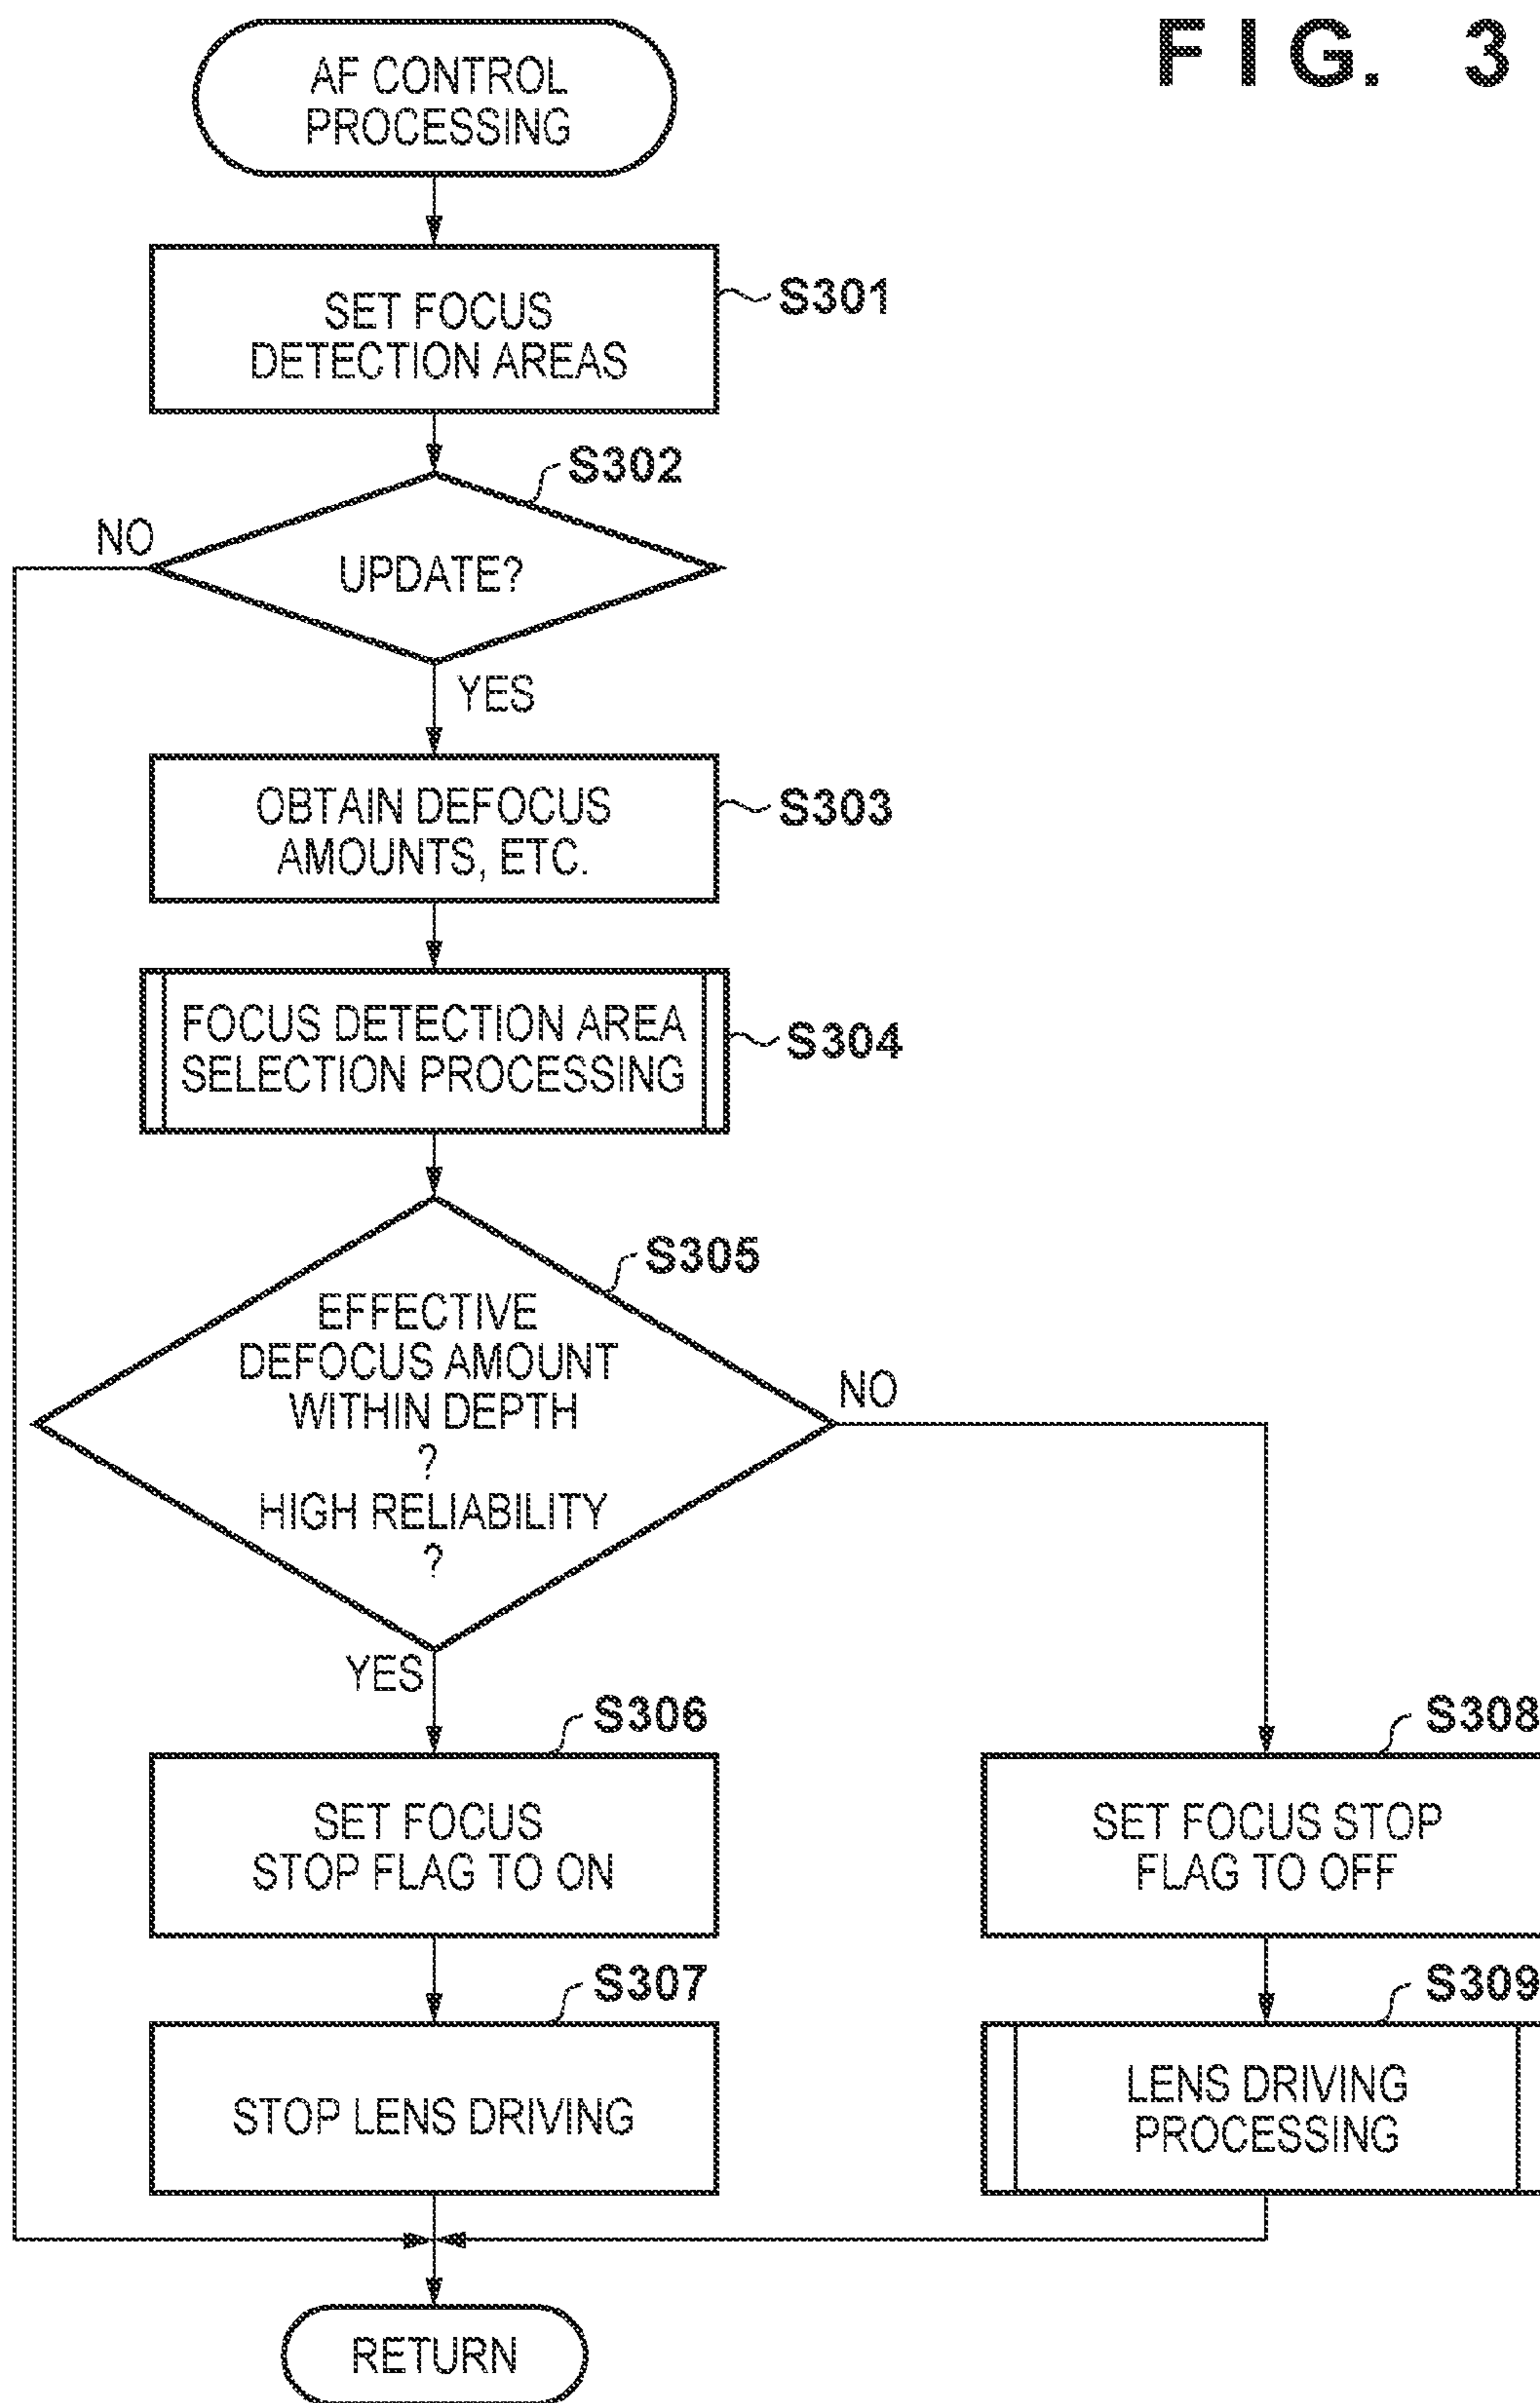 FIG. 3
AF CONTROL
PROCESSING
SET FOCUS
DETECTION AREAS
S301
S302
NO
UPDATE?
YES
OBTAIN DEFOCUS
AMOUNTS, ETC.
S303
FOCUS DETECTION AREA
SELECTION PROCESSING
S304
S305
EFFECTIVE
DEFOCUS AMOUNT
WITHIN DEPTH
?
HIGH RELIABILITY
?
NO
YES
S306
SET FOCUS
STOP FLAG TO ON
S308
SET FOCUS STOP
FLAG TO OFF
S307
STOP LENS DRIVING
S309
LENS DRIVING
PROCESSING
RETURN